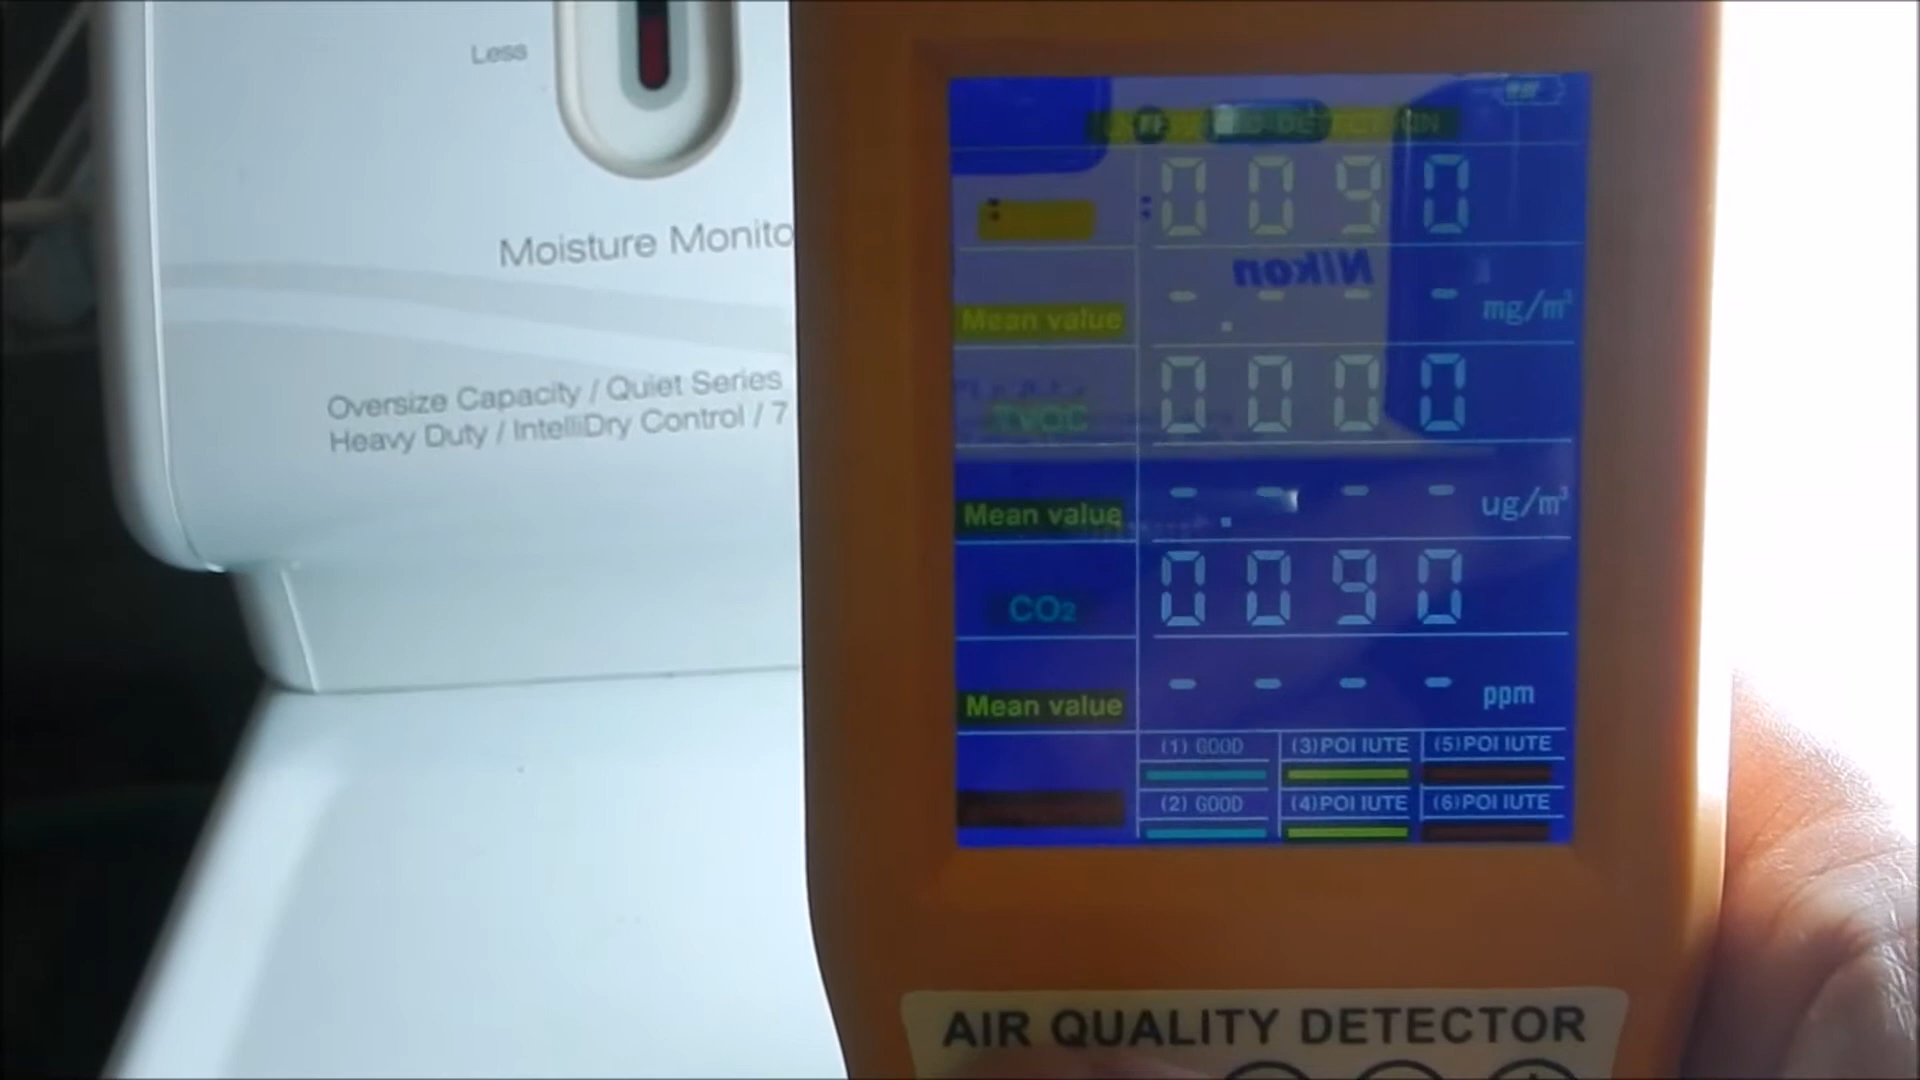 Less
Moisture Monito
Oversize Capacity / Quiet Series
Heavy Duty / IntelliDry Control / 7
DETECTION
: 0090
Nikon
Mean value - . - - - mg/m³
TVOC 0000
Mean value - . - - - ug/m³
CO₂ 0090
Mean value - - - - ppm
(1) GOOD (3)POI IUTE (5)POI IUTE
(2) GOOD (4)POI IUTE (6)POI IUTE
AIR QUALITY DETECTOR